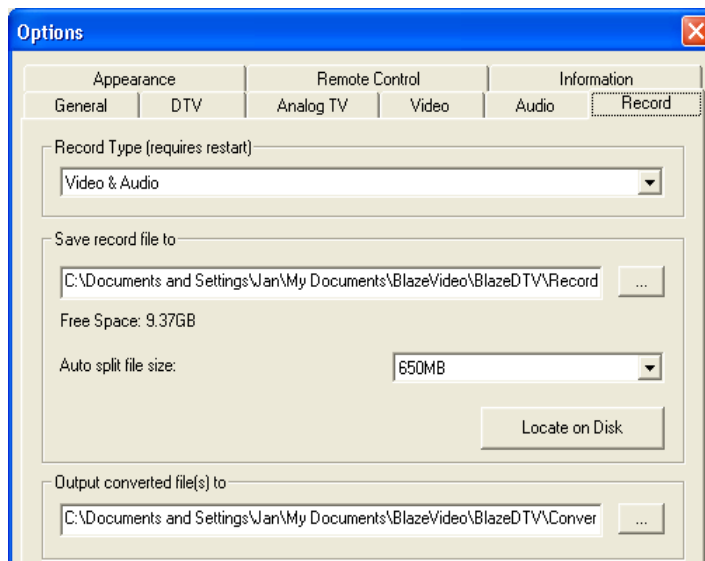 Options
Appearance Remote Control Information
General DTV Analog TV Video Audio Record
Record Type (requires restart)
Video & Audio
Save record file to
C:\Documents and Settings\Jan\My Documents\BlazeVideo\BlazeDTV\Record
...
Free Space: 9.37GB
Auto split file size: 650MB
Locate on Disk
Output converted file(s) to
C:\Documents and Settings\Jan\My Documents\BlazeVideo\BlazeDTV\Conver
...